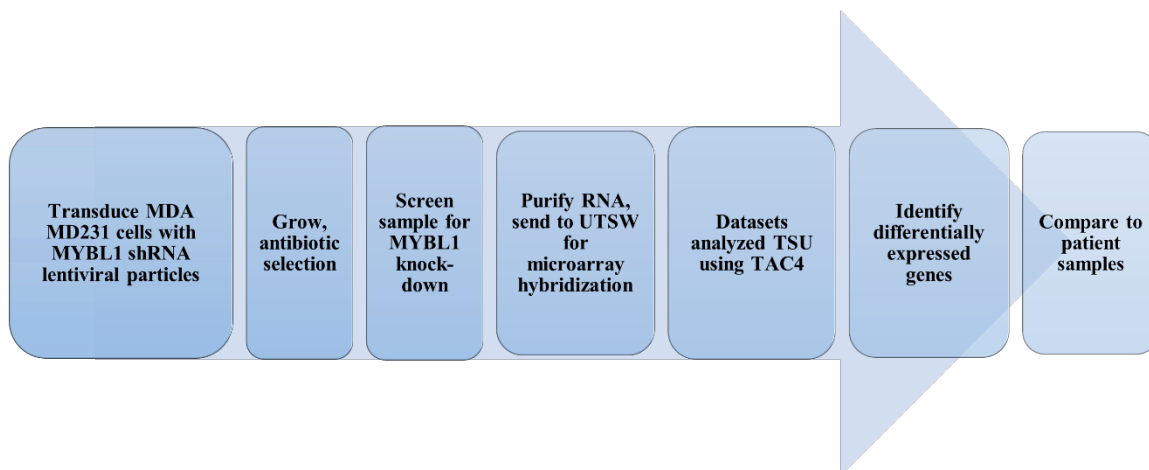 Transduce MDA
MD231 cells with
MYBL1 shRNA
lentiviral particles
Grow,
antibiotic
selection
Screen
sample for
MYBL1
knock-
down
Purify RNA,
send to UTSW
for
microarray
hybridization
Datasets
analyzed TSU
using TAC4
Identify
differentially
expressed
genes
Compare to
patient
samples